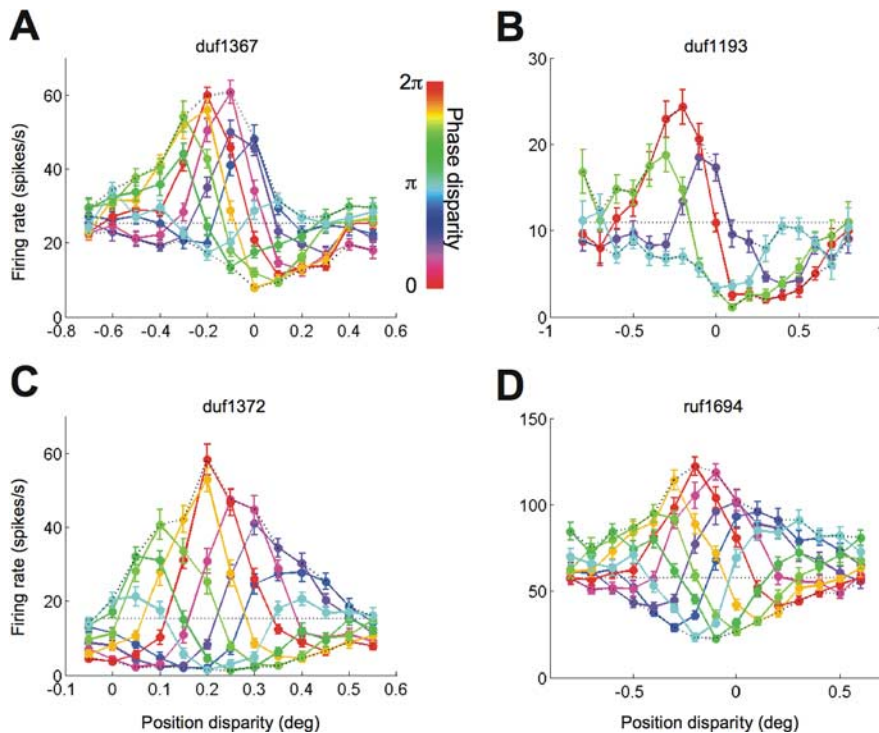 A
duf1367
Firing rate (spikes/s)
60
40
20
0
-0.8 -0.6 -0.4 -0.2 0 0.2 0.4 0.6
2π
π
0
Phase disparity
B
duf1193
30
20
10
0
-1 -0.5 0 0.5
C
duf1372
Firing rate (spikes/s)
60
40
20
0
-0.1 0 0.1 0.2 0.3 0.4 0.5 0.6
Position disparity (deg)
D
ruf1694
150
100
50
0
-0.5 0 0.5
Position disparity (deg)